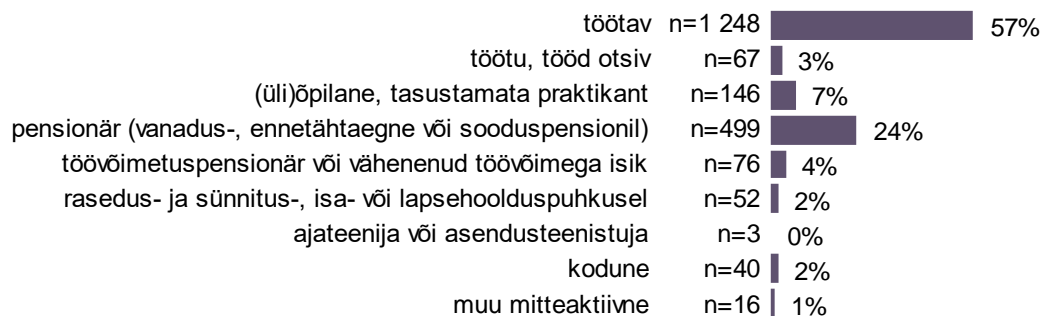 töötav n=1 248 57%
töötu, tööd otsiv n=67 3%
(üli)õpilane, tasustamata praktikant n=146 7%
pensionär (vanadus-, ennetähtaegne või sooduspensionil) n=499 24%
töövõimetuspensionär või vähenenud töövõimega isik n=76 4%
rasedus- ja sünnitus-, isa- või lapsehoolduspuhkusel n=52 2%
ajateenija või asendusteenistuja n=3 0%
kodune n=40 2%
muu mitteaktiivne n=16 1%